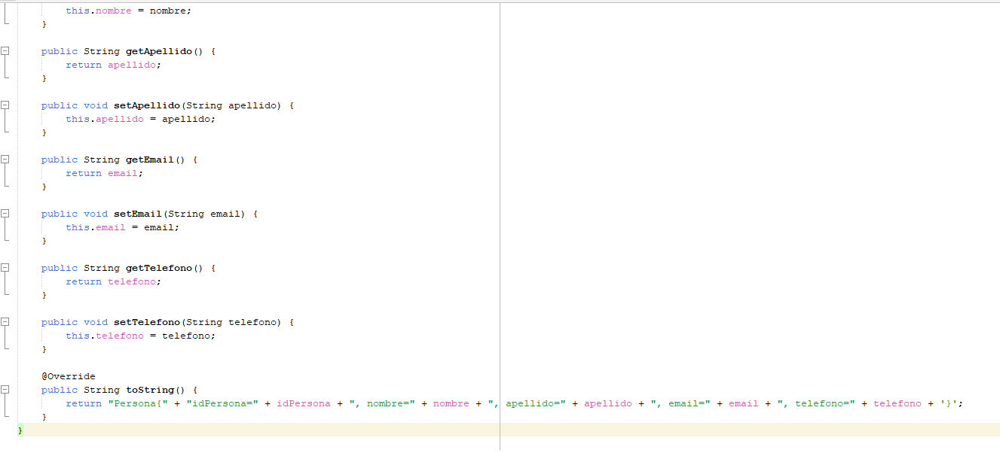 this.nombre = nombre;
}
public String getApellido() {
return apellido;
}
public void setApellido(String apellido) {
this.apellido = apellido;
}
public String getEmail() {
return email;
}
public void setEmail(String email) {
this.email = email;
}
public String getTelefono() {
return telefono;
}
public void setTelefono(String telefono) {
this.telefono = telefono;
}
@Override
public String toString() {
return "Persona{" + "idPersona=" + idPersona + ", nombre=" + nombre + ", apellido=" + apellido + ", email=" + email + ", telefono=" + telefono + '}';
}
}